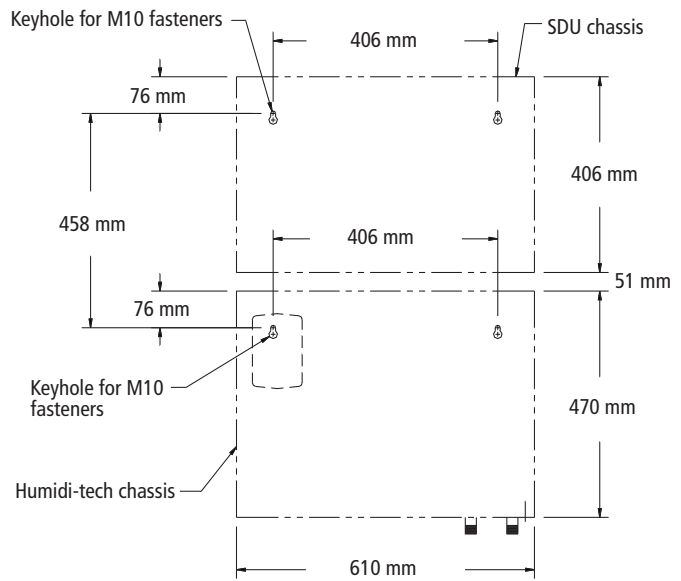 Keyhole for M10 fasteners
406 mm
SDU chassis
76 mm
406 mm
458 mm
406 mm
51 mm
76 mm
Keyhole for M10
fasteners
470 mm
Humidi-tech chassis
610 mm